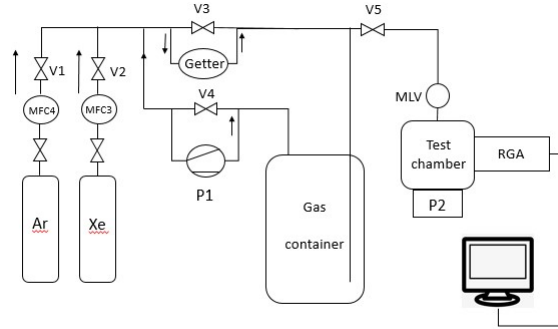 V3
V5
Getter
V1
V2
V4
MLV
MFC4
MFC3
Test
chamber
RGA
P1
P2
Ar
Xe
Gas
container